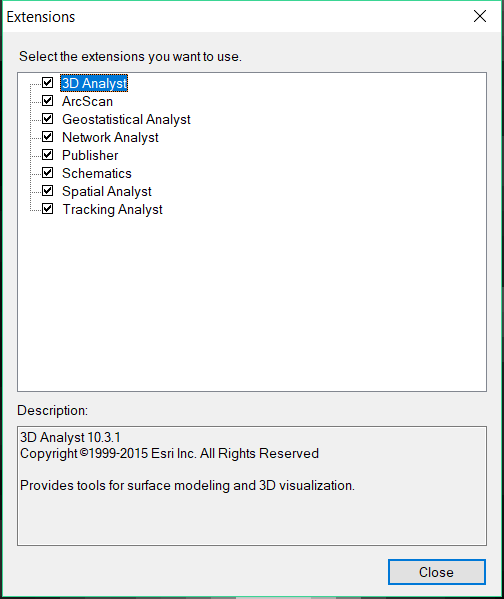 Extensions
Select the extensions you want to use.
3D Analyst
ArcScan
Geostatistical Analyst
Network Analyst
Publisher
Schematics
Spatial Analyst
Tracking Analyst
Description:
3D Analyst 10.3.1
Copyright ©1999-2015 Esri Inc. All Rights Reserved
Provides tools for surface modeling and 3D visualization.
Close